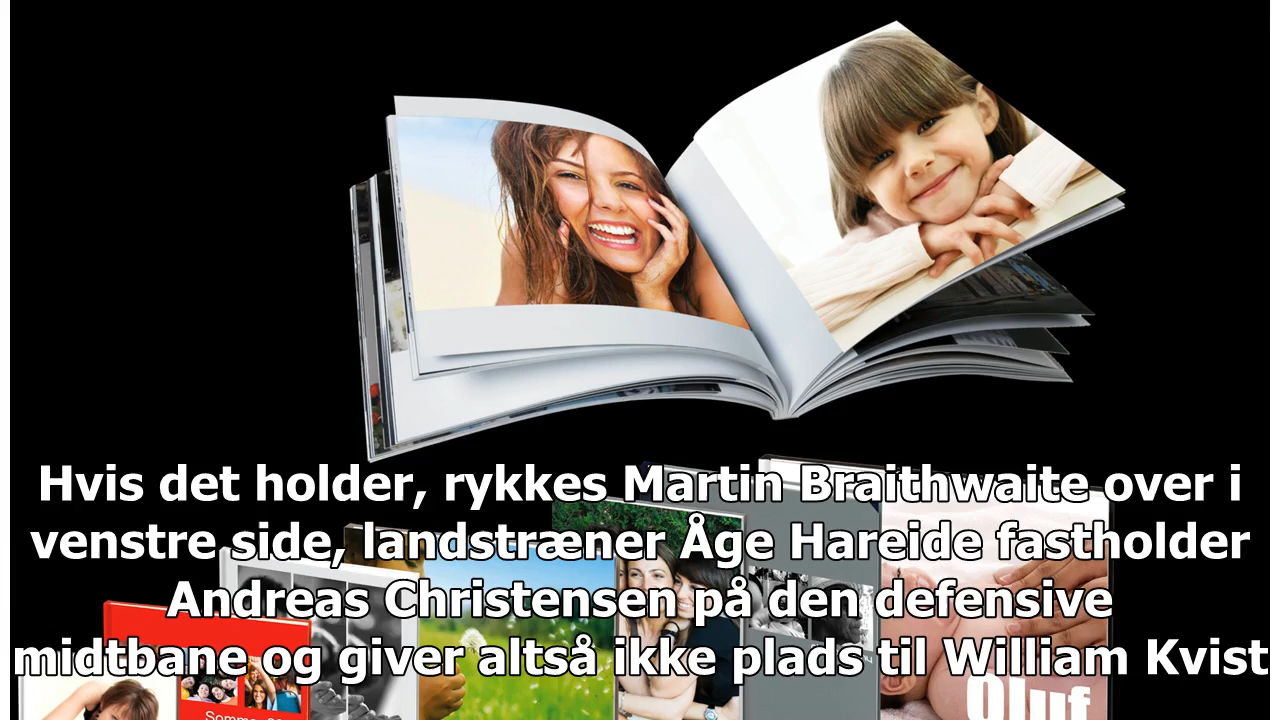 Hvis det holder, rykkes Martin Braithwaite over i
venstre side, landstræner Åge Hareide fastholder
Andreas Christensen på den defensive
midtbane og giver altså ikke plads til William Kvist
Oluf